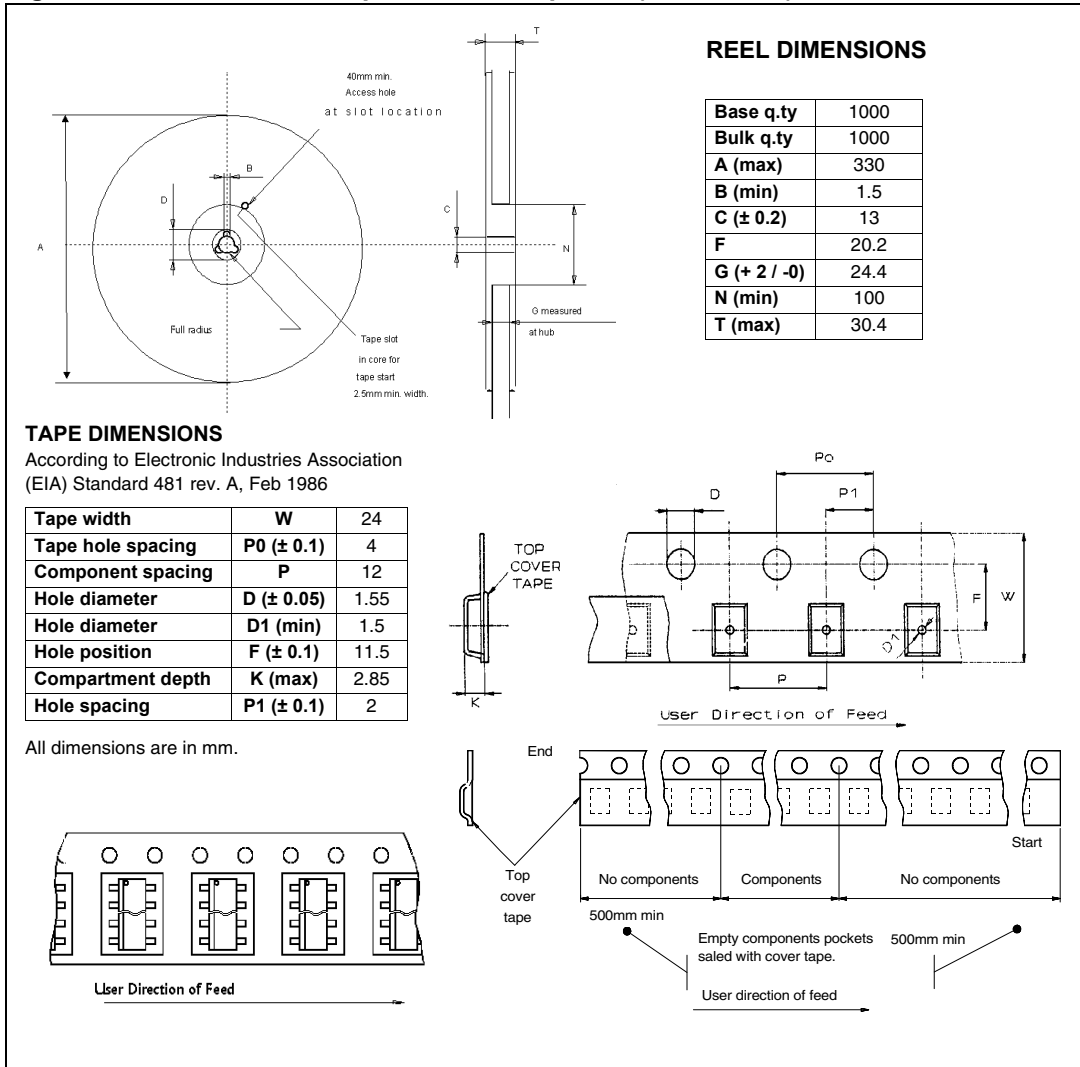 T
40mm min.
Access hole
at slot location
B
D
C
A
N
G measured
at hub
Full radius
Tape slot
in core for
tape start
2.5mm min. width.
REEL DIMENSIONS
Base q.ty 1000
Bulk q.ty 1000
A (max) 330
B (min) 1.5
C (± 0.2) 13
F 20.2
G (+ 2 / -0) 24.4
N (min) 100
T (max) 30.4
TAPE DIMENSIONS
According to Electronic Industries Association
(EIA) Standard 481 rev. A, Feb 1986
Tape width W 24
Tape hole spacing P0 (± 0.1) 4
Component spacing P 12
Hole diameter D (± 0.05) 1.55
Hole diameter D1 (min) 1.5
Hole position F (± 0.1) 11.5
Compartment depth K (max) 2.85
Hole spacing P1 (± 0.1) 2
All dimensions are in mm.
Po
D
P1
TOP
COVER
TAPE
F
W
D1
P
K
User Direction of Feed
End
Start
Top
cover
tape
No components
Components
No components
500mm min
Empty components pockets
saled with cover tape.
500mm min
User direction of feed
User Direction of Feed